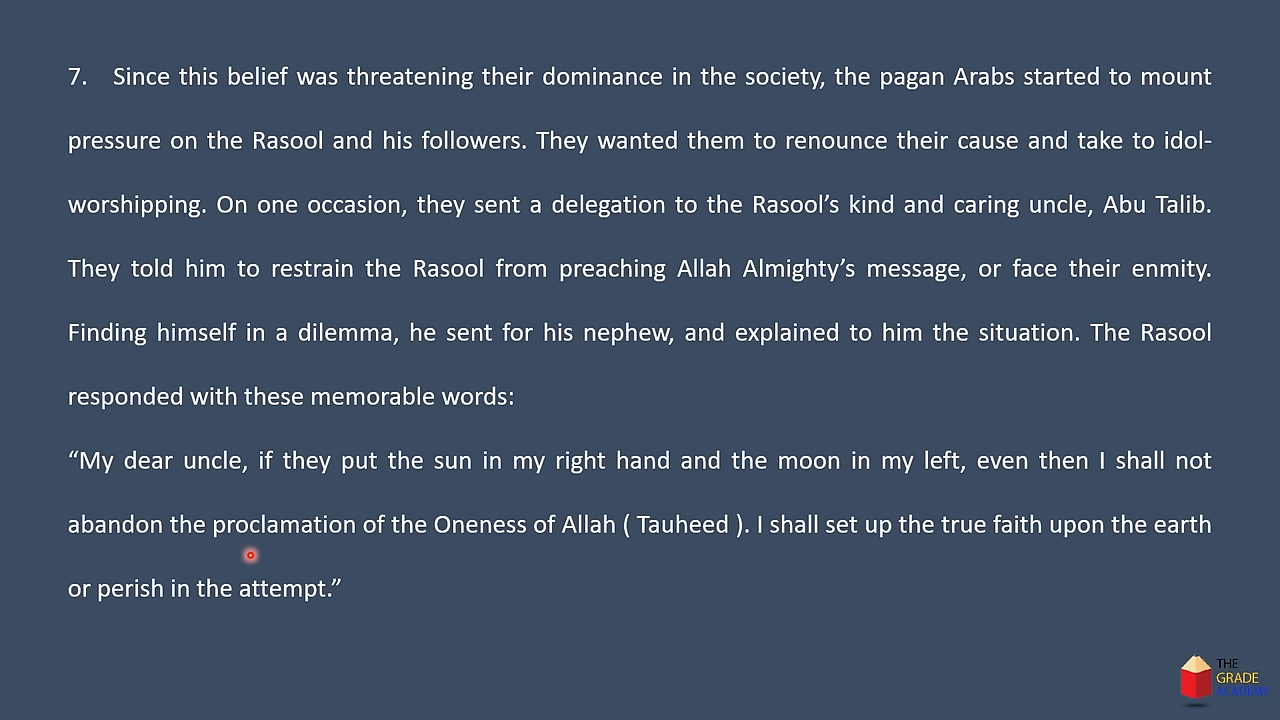 7. Since this belief was threatening their dominance in the society, the pagan Arabs started to mount
pressure on the Rasool and his followers. They wanted them to renounce their cause and take to idol-
worshipping. On one occasion, they sent a delegation to the Rasool’s kind and caring uncle, Abu Talib.
They told him to restrain the Rasool from preaching Allah Almighty’s message, or face their enmity.
Finding himself in a dilemma, he sent for his nephew, and explained to him the situation. The Rasool
responded with these memorable words:
“My dear uncle, if they put the sun in my right hand and the moon in my left, even then I shall not
abandon the proclamation of the Oneness of Allah ( Tauheed ). I shall set up the true faith upon the earth
or perish in the attempt.”
THE
GRADE
ACADEMY